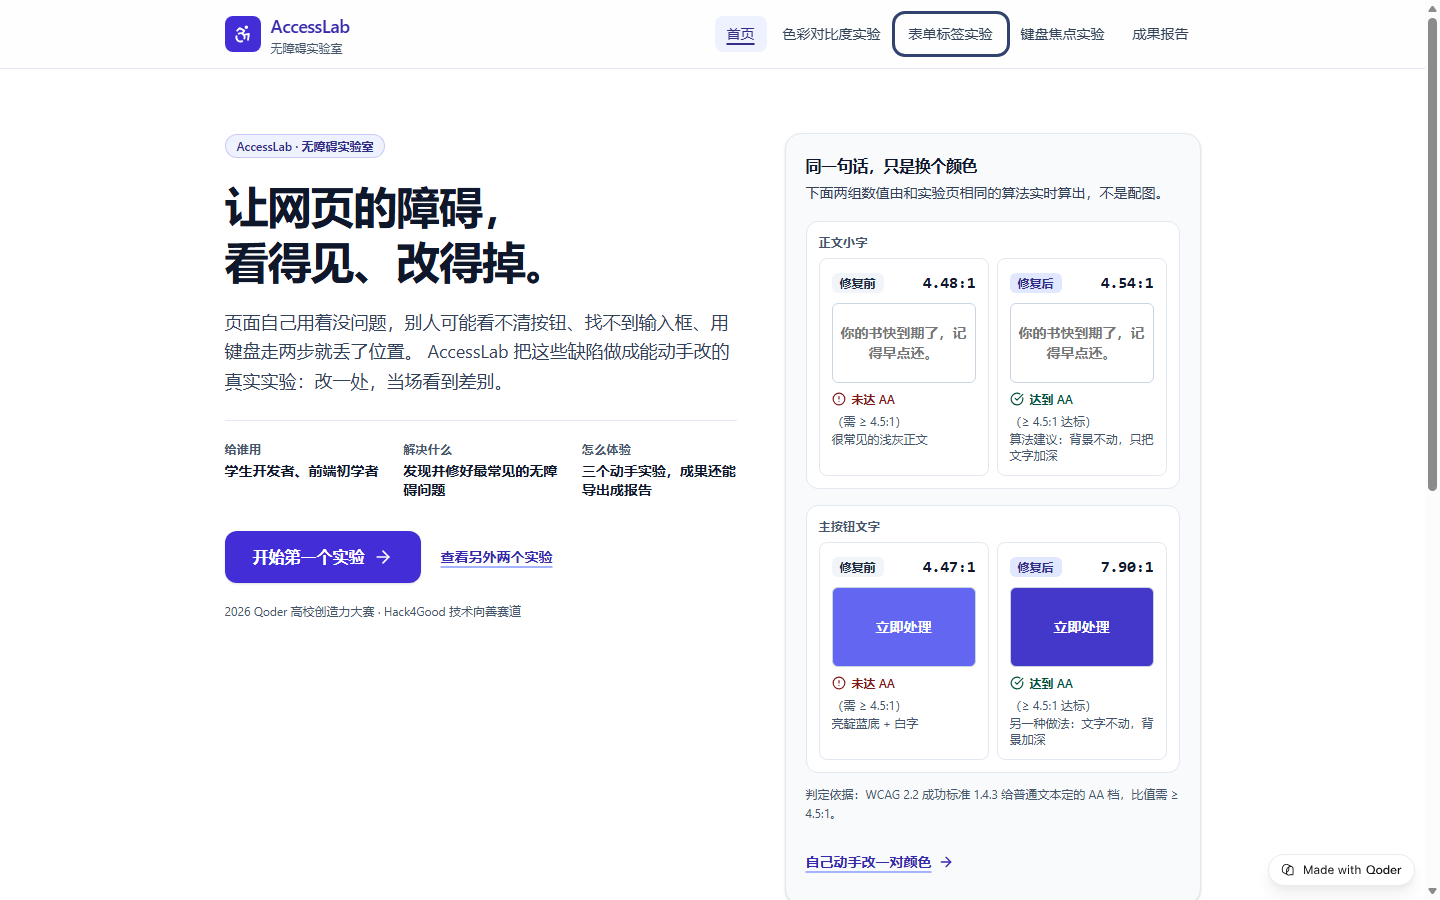 AccessLab
无障碍实验室
首页 色彩对比度实验 表单标签实验 键盘焦点实验 成果报告
AccessLab · 无障碍实验室
让网页的障碍，
看得见、改得掉。
页面自己用着没问题，别人可能看不清按钮、找不到输入框、用
键盘走两步就丢了位置。 AccessLab 把这些缺陷做成能动手改的
真实实验：改一处，当场看到差别。
给谁用
学生开发者、前端初学者
解决什么
发现并修好最常见的无障
碍问题
怎么体验
三个动手实验，成果还能
导出成报告
开始第一个实验
查看另外两个实验
2026 Qoder 高校创造力大赛 · Hack4Good 技术向善赛道
同一句话，只是换个颜色
下面两组数值由和实验页相同的算法实时算出，不是配图。
正文小字
修复前 4.48:1
你的书快到期了，记
得早点还。
未达 AA
（需 ≥ 4.5:1）
很常见的浅灰正文
修复后 4.54:1
你的书快到期了，记
得早点还。
达到 AA
（≥ 4.5:1 达标）
算法建议：背景不动，只把
文字加深
主按钮文字
修复前 4.47:1
立即处理
未达 AA
（需 ≥ 4.5:1）
亮靛蓝底 + 白字
修复后 7.90:1
立即处理
达到 AA
（≥ 4.5:1 达标）
另一种做法：文字不动，背
景加深
判定依据：WCAG 2.2 成功标准 1.4.3 给普通文本定的 AA 档，比值需 ≥
4.5:1。
自己动手改一对颜色
Made with Qoder